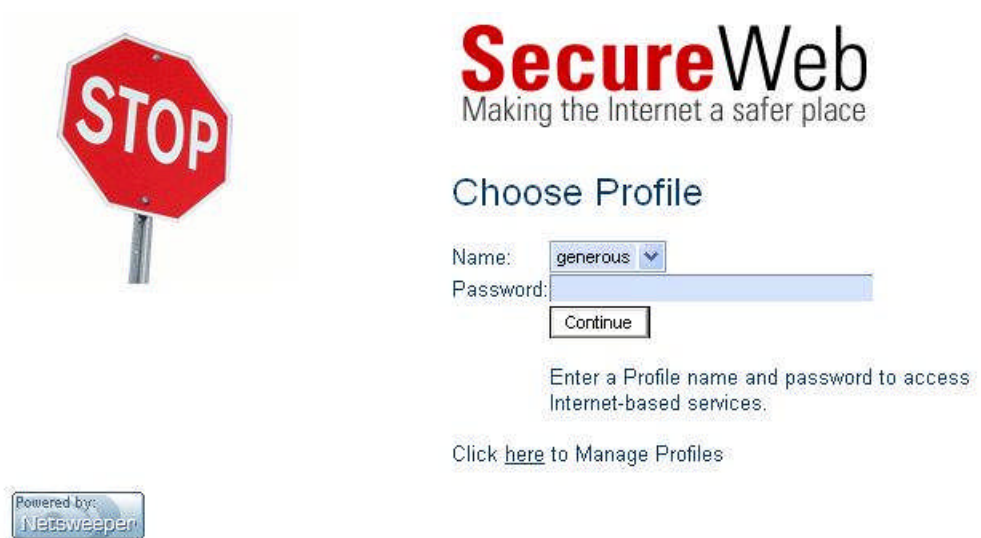 STOP
SecureWeb
Making the Internet a safer place
Choose Profile
Name: generous
Password:
Continue
Enter a Profile name and password to access
Internet-based services.
Click here to Manage Profiles
Powered by:
Netsweeper